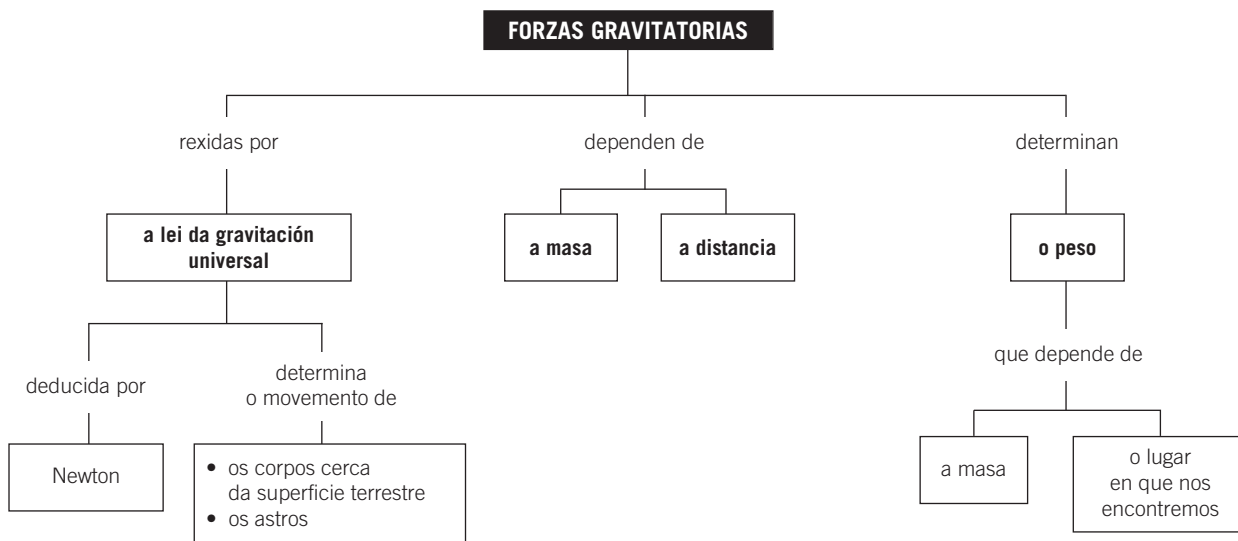 FORZAS GRAVITATORIAS
rexidas por
dependen de
determinan
a lei da gravitación
universal
a masa
a distancia
o peso
deducida por
determina
o movemento de
que depende de
Newton
• os corpos cerca
da superficie terrestre
• os astros
a masa
o lugar
en que nos
encontremos